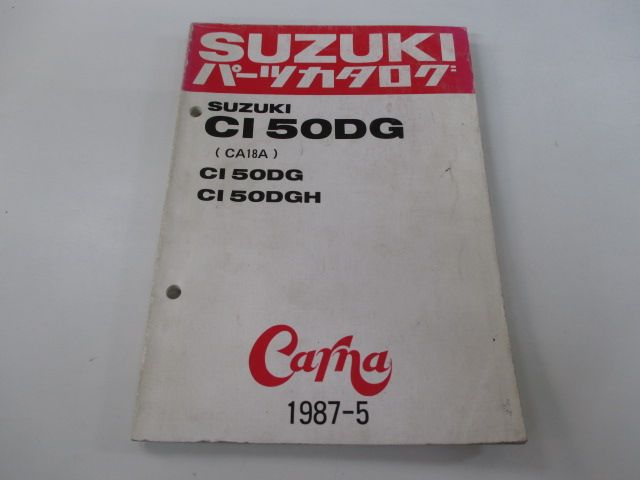 SUZUKI
パーツカタログ
SUZUKI
CI 50DG
( CA18A )
CI 50DG
CI 50DGH
Carna
1987-5